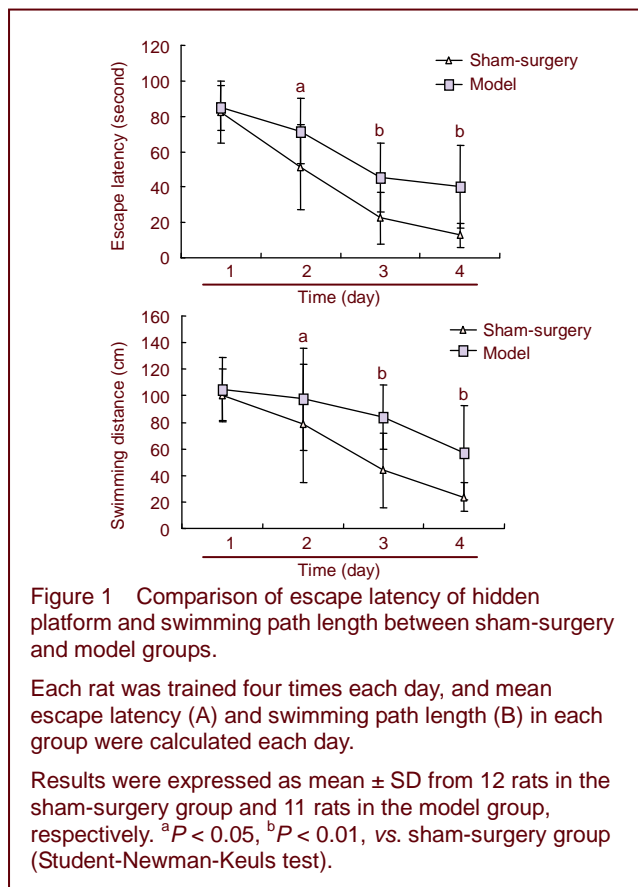 120
100
80
60
40
20
0
Escape latency (second)
Sham-surgery
Model
a
b
b
1 2 3 4
Time (day)
160
140
120
100
80
60
40
20
0
Swimming distance (cm)
Sham-surgery
Model
a
b
b
1 2 3 4
Time (day)
Figure 1 Comparison of escape latency of hidden
platform and swimming path length between sham-surgery
and model groups.
Each rat was trained four times each day, and mean
escape latency (A) and swimming path length (B) in each
group were calculated each day.
Results were expressed as mean ± SD from 12 rats in the
sham-surgery group and 11 rats in the model group,
respectively. ᵃP < 0.05, ᵇP < 0.01, vs. sham-surgery group
(Student-Newman-Keuls test).